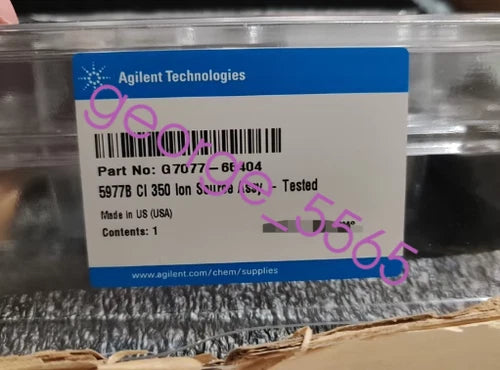 Agilent Technologies
Part No: G7077-65404
5977B CI 350 Ion Source Assy - Tested
Made in US (USA)
Contents: 1
www.agilent.com/chem/supplies
george_5565